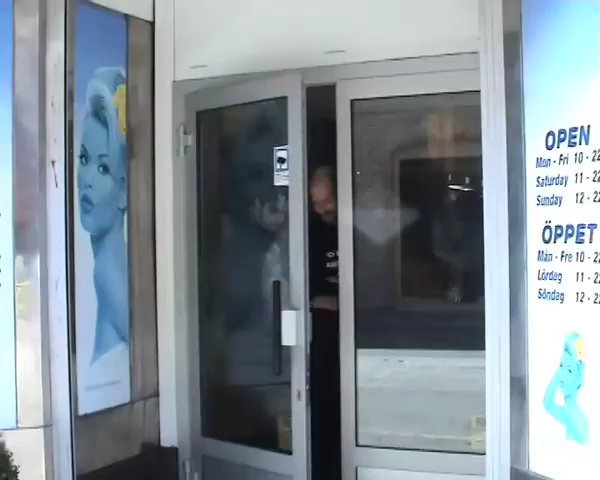 OPEN
Mon - Fri 10 - 22
Saturday 11 - 22
Sunday 12 - 22
ÖPPET
Mån - Fre 10 - 22
Lördag 11 - 2
Söndag 12 - 22